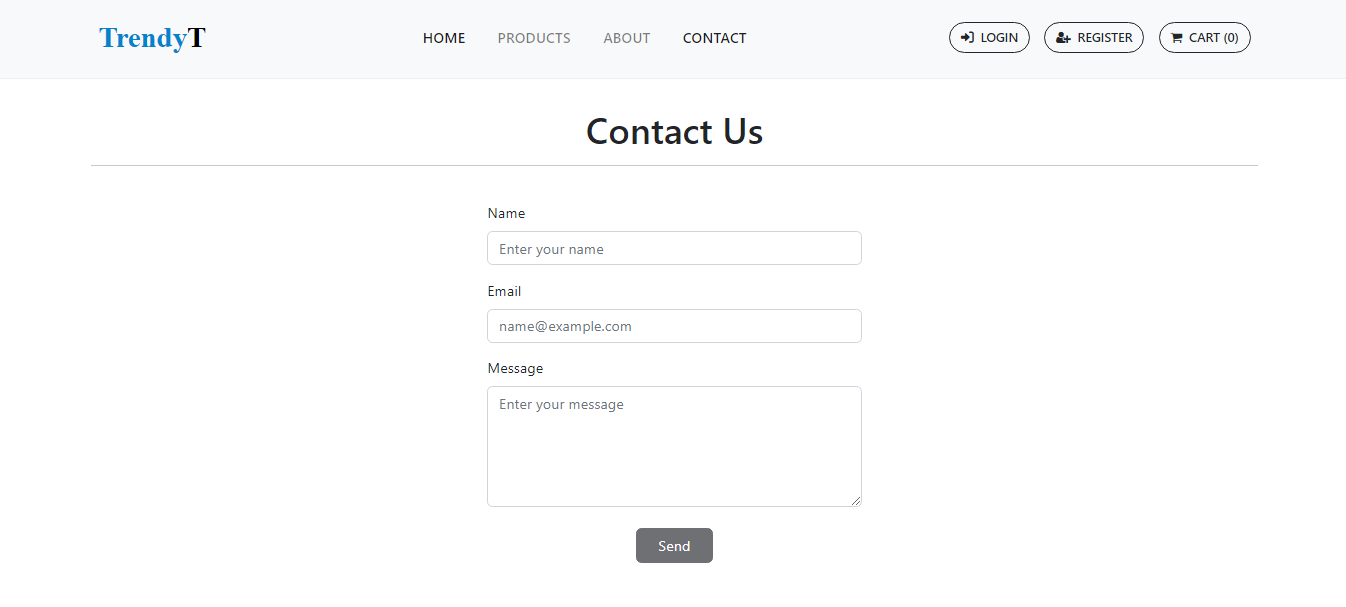 TrendyT HOME PRODUCTS ABOUT CONTACT LOGIN REGISTER CART (0)
Contact Us
Name
Enter your name
Email
name@example.com
Message
Enter your message
Send